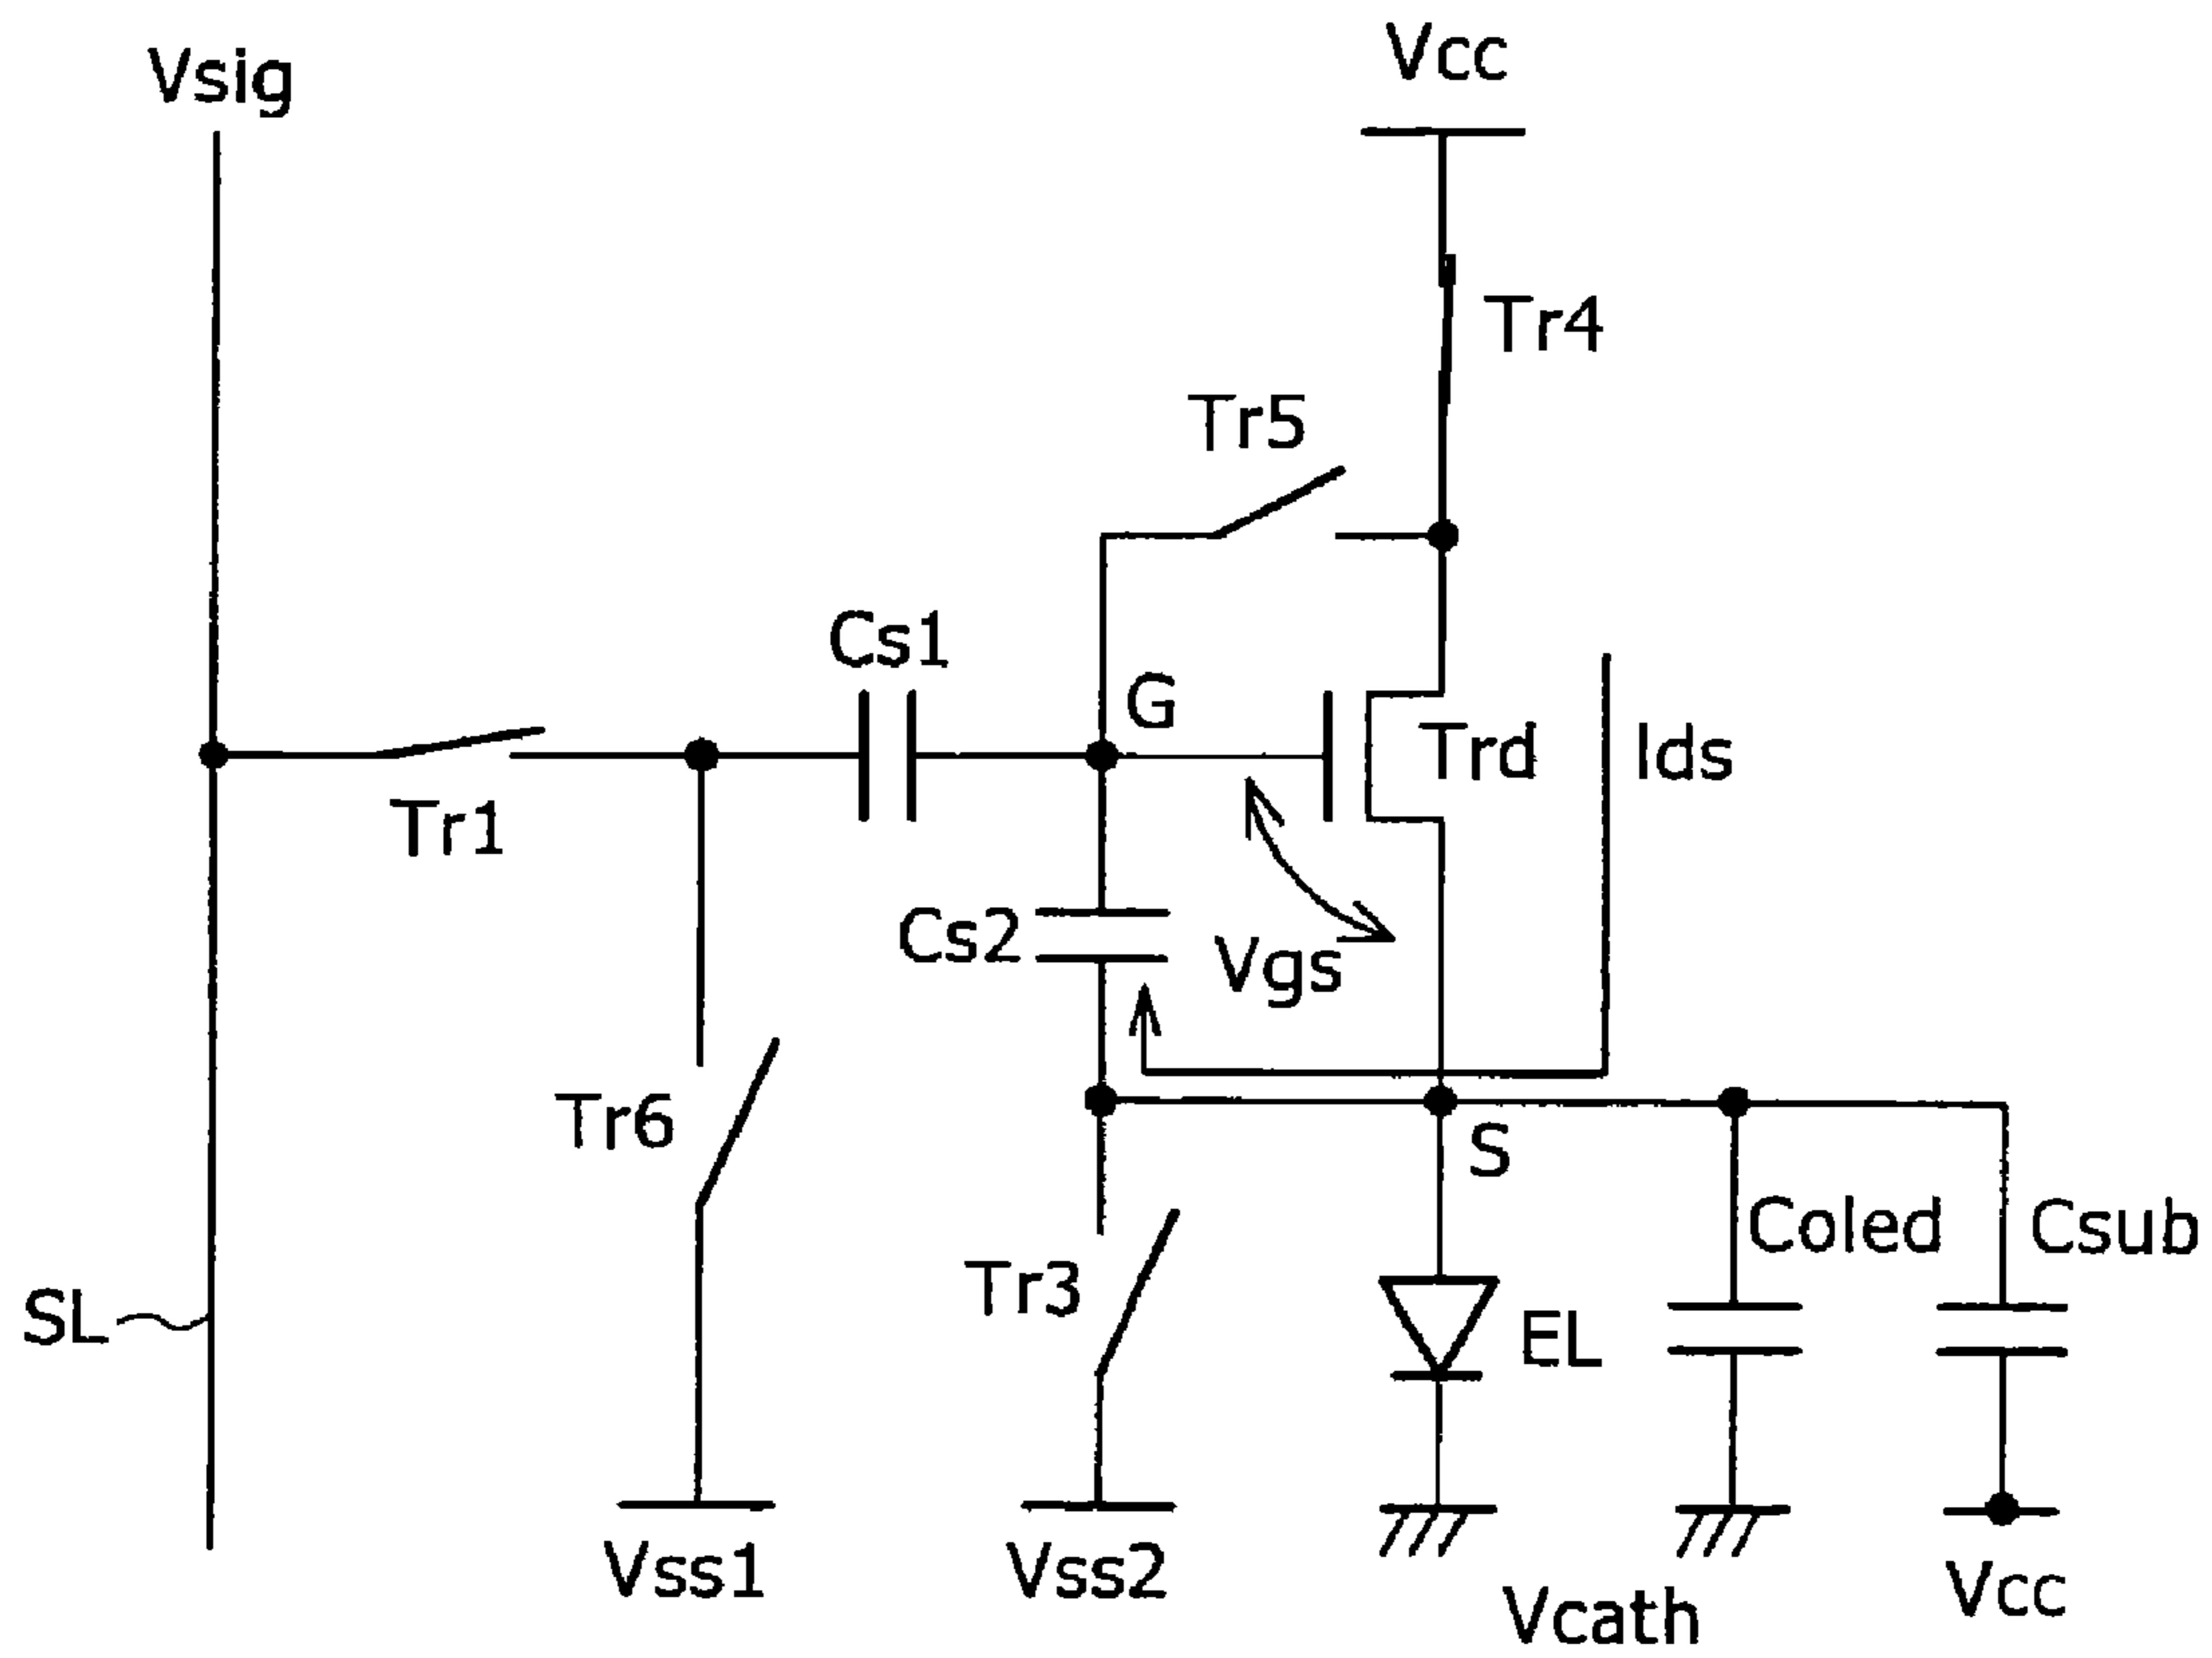 Vsig
Vcc
Tr4
Tr5
Cs1
G
Trd
Ids
Tr1
Cs2
Vgs
Tr6
S
Coled
Csub
Tr3
SL
EL
Vss1
Vss2
Vcath
Vcc